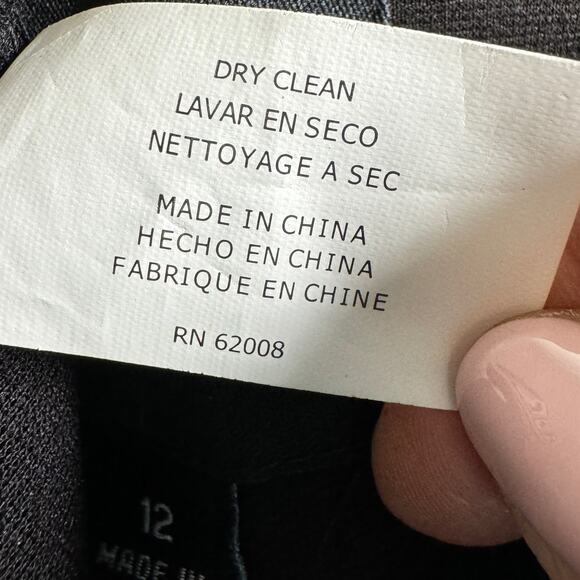 DRY CLEAN
LAVAR EN SECO
NETTOYAGE A SEC
MADE IN CHINA
HECHO EN CHINA
FABRIQUE EN CHINE
RN 62008
12
MADE